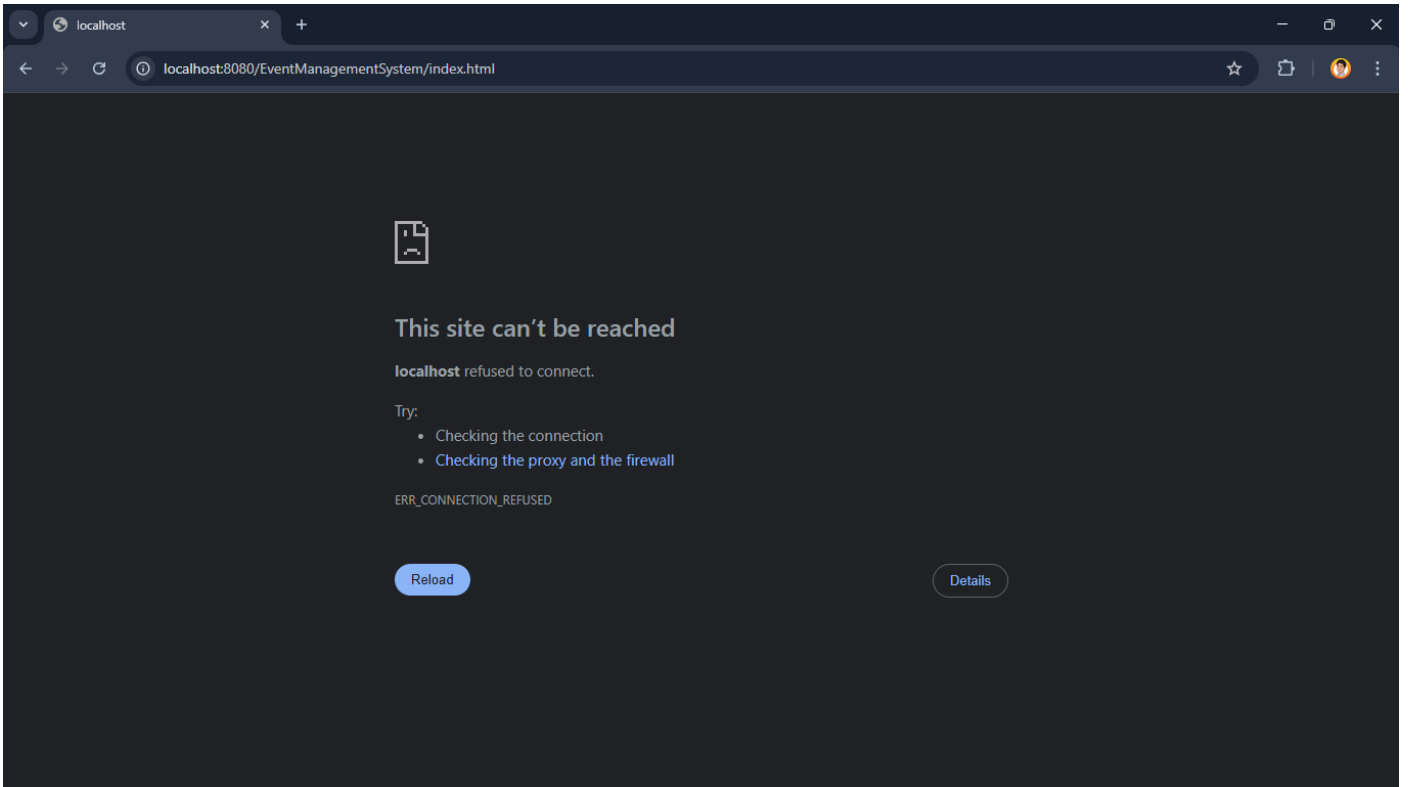 localhost
localhost:8080/EventManagementSystem/index.html
This site can’t be reached
localhost refused to connect.
Try:
• Checking the connection
• Checking the proxy and the firewall
ERR_CONNECTION_REFUSED
Reload
Details